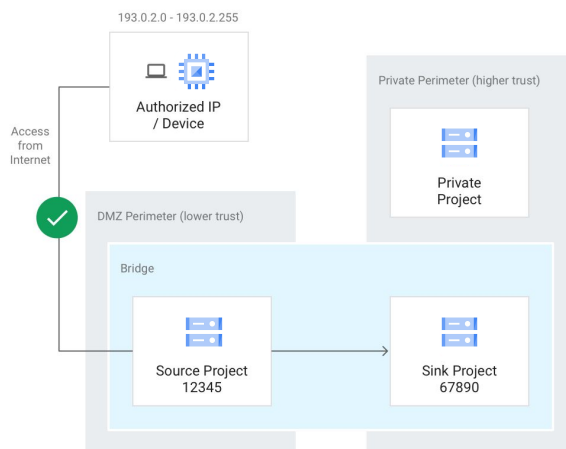 193.0.2.0 - 193.0.2.255
Authorized IP
/ Device
Access
from
Internet
Private Perimeter (higher trust)
Private
Project
DMZ Perimeter (lower trust)
Bridge
Source Project
12345
Sink Project
67890